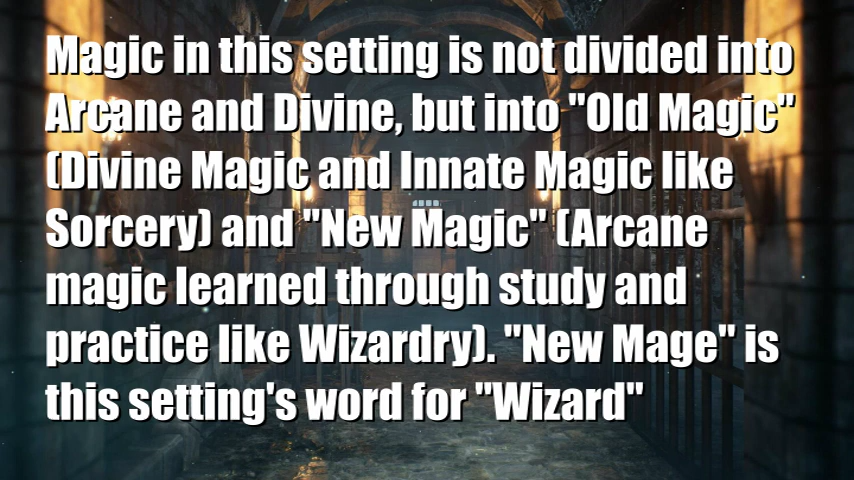 Magic in this setting is not divided into
Arcane and Divine, but into "Old Magic"
(Divine Magic and Innate Magic like
Sorcery) and "New Magic" (Arcane
magic learned through study and
practice like Wizardry). "New Mage" is
this setting's word for "Wizard"